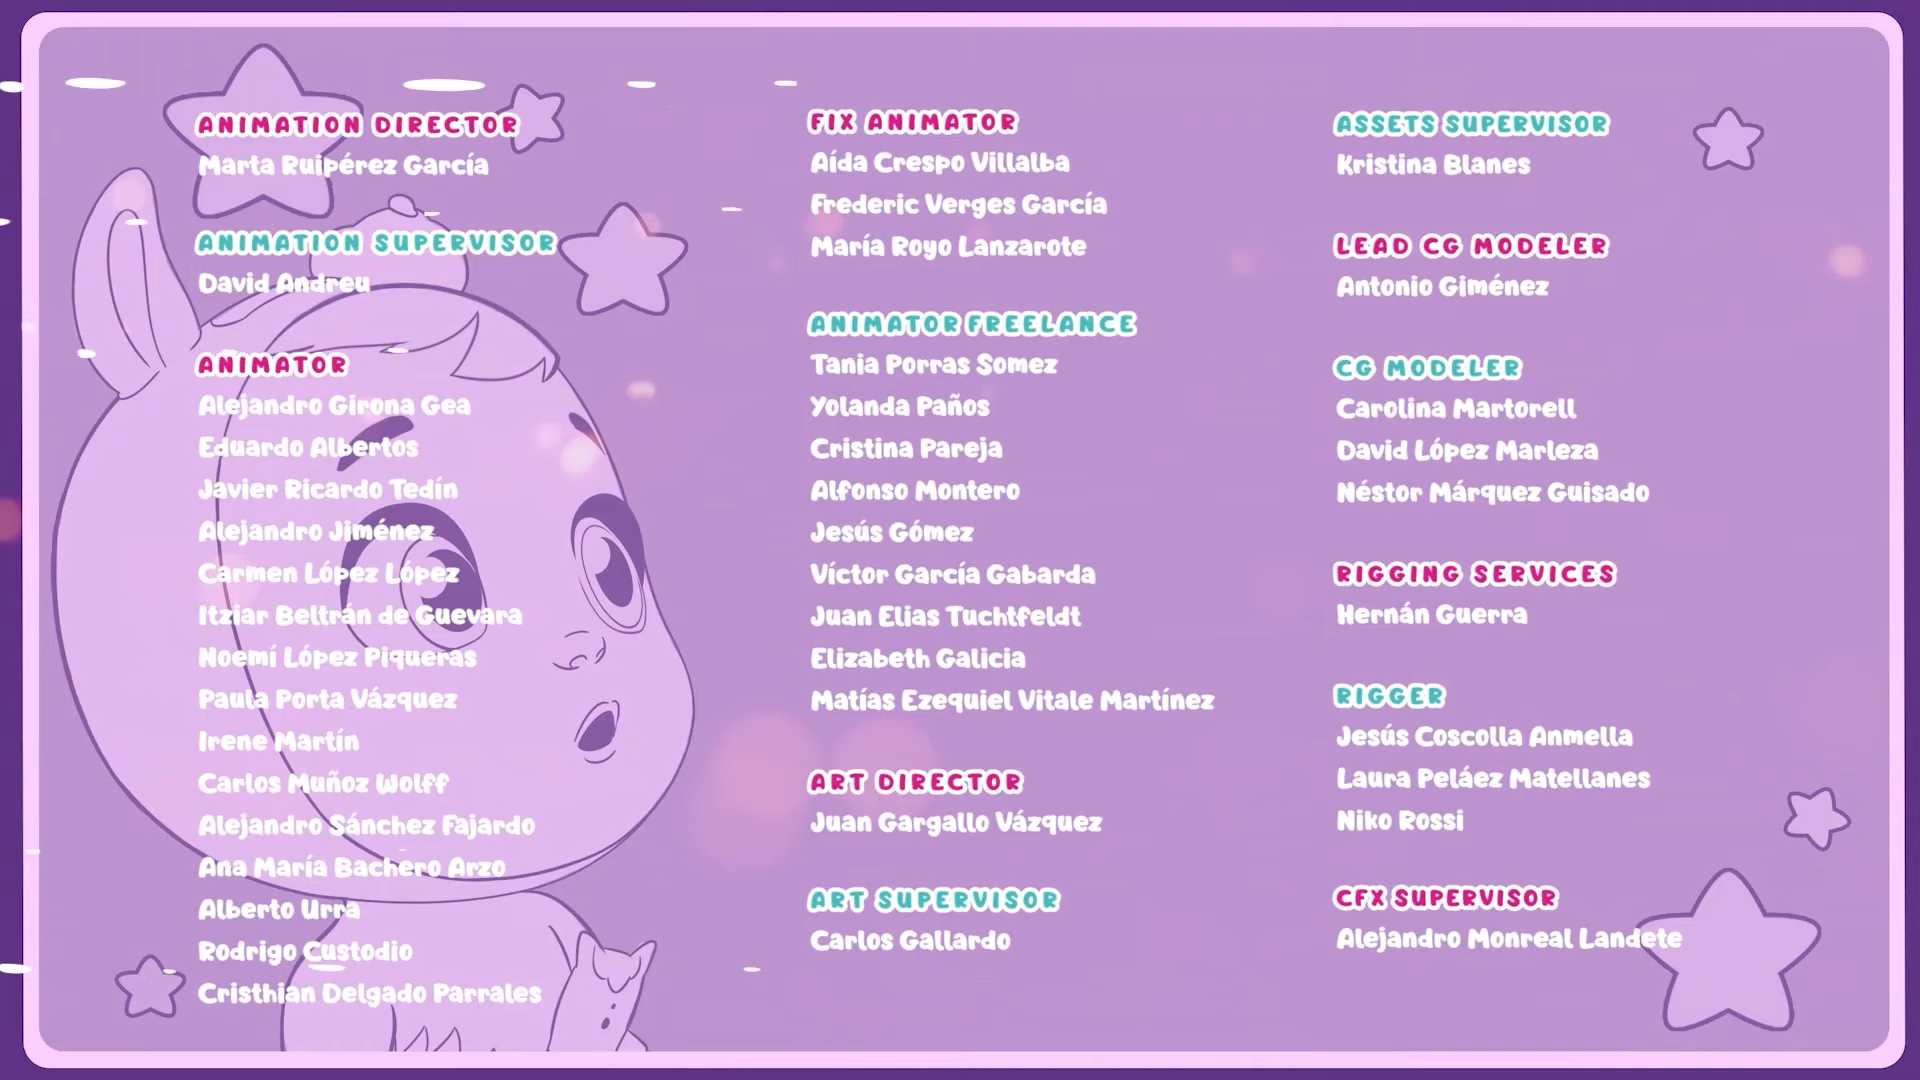 ANIMATION DIRECTOR
Marta Ruipérez García
ANIMATION SUPERVISOR
David Andreu
ANIMATOR
Alejandro Girona Gea
Eduardo Albertos
Javier Ricardo Tedín
Alejandro Jiménez
Carmen López López
Itziar Beltrán de Guevara
Noemí López Piqueras
Paula Porta Vázquez
Irene Martín
Carlos Muñoz Wolff
Alejandro Sánchez Fajardo
Ana María Bachero Arzo
Alberto Urra
Rodrigo Custodio
Cristhian Delgado Parrales
FIX ANIMATOR
Aída Crespo Villalba
Frederic Verges García
María Royo Lanzarote
ANIMATOR FREELANCE
Tania Porras Somez
Yolanda Paños
Cristina Pareja
Alfonso Montero
Jesús Gómez
Víctor García Gabarda
Juan Elias Tuchtfeldt
Elizabeth Galicia
Matías Ezequiel Vitale Martínez
ART DIRECTOR
Juan Gargallo Vázquez
ART SUPERVISOR
Carlos Gallardo
ASSETS SUPERVISOR
Kristina Blanes
LEAD CG MODELER
Antonio Giménez
CG MODELER
Carolina Martorell
David López Marleza
Néstor Márquez Guisado
RIGGING SERVICES
Hernán Guerra
RIGGER
Jesús Coscolla Anmella
Laura Peláez Matellanes
Niko Rossi
CFX SUPERVISOR
Alejandro Monreal Landete